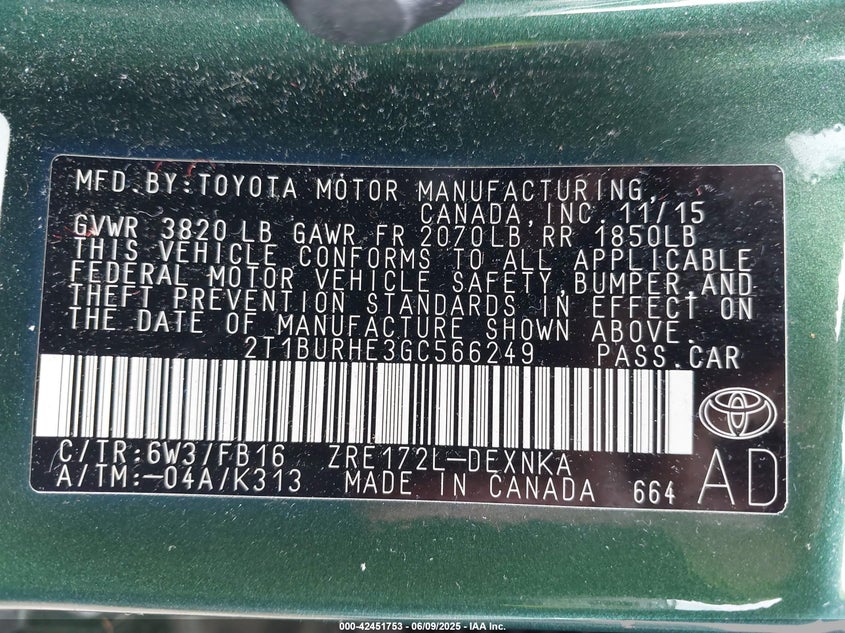 MFD.BY:TOYOTA MOTOR MANUFACTURING,
CANADA,INC. 11/15
GVWR 3820 LB GAWR FR 2070LB RR 1850LB
THIS VEHICLE CONFORMS TO ALL APPLICABLE
FEDERAL MOTOR VEHICLE SAFETY,BUMPER,AND
THEFT PREVENTION STANDARDS IN EFFECT ON
THE DATE OF MANUFACTURE SHOWN ABOVE.
2T1BURHE3GC566249 PASS.CAR
C/TR:6W3/FB16 ZRE172L-DEXNKA
A/TM:-04A/K313 MADE IN CANADA 664 AD
000-42451753 - 06/09/2025 - IAA Inc.